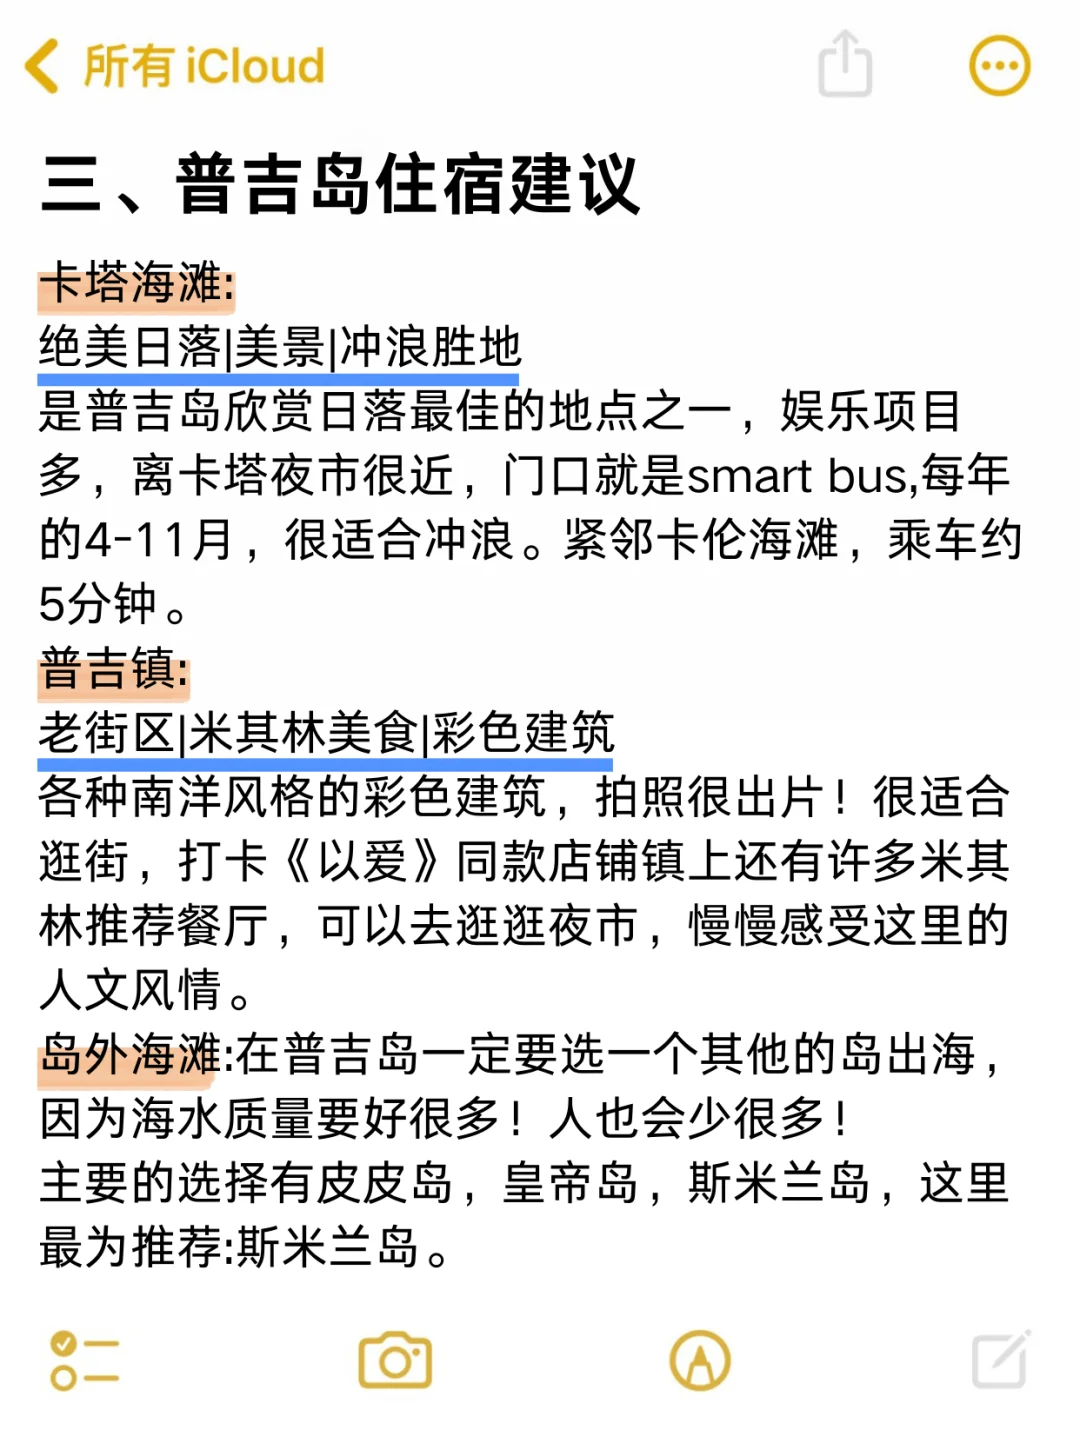 所有 iCloud
三、普吉岛住宿建议
卡塔海滩:
绝美日落|美景|冲浪胜地
是普吉岛欣赏日落最佳的地点之一，娱乐项目
多，离卡塔夜市很近，门口就是smart bus,每年
的4-11月，很适合冲浪。紧邻卡伦海滩，乘车约
5分钟。
普吉镇:
老街区|米其林美食|彩色建筑
各种南洋风格的彩色建筑，拍照很出片！很适合
逛街，打卡《以爱》同款店铺镇上还有许多米其
林推荐餐厅，可以去逛逛夜市，慢慢感受这里的
人文风情。
岛外海滩:在普吉岛一定要选一个其他的岛出海，
因为海水质量要好很多！人也会少很多！
主要的选择有皮皮岛，皇帝岛，斯米兰岛，这里
最为推荐:斯米兰岛。